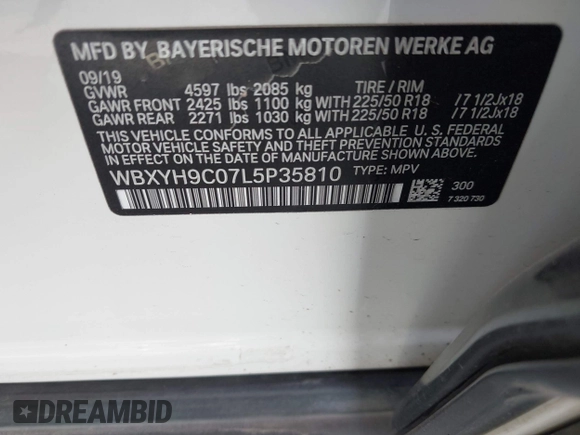 MFD BY BAYERISCHE MOTOREN WERKE AG
09/19
GVWR 4597 lbs 2085 kg TIRE / RIM
GAWR FRONT 2425 lbs 1100 kg WITH 225/50 R18 /7 1/2Jx18
GAWR REAR 2271 lbs 1030 kg WITH 225/50 R18 /7 1/2Jx18
THIS VEHICLE CONFORMS TO ALL APPLICABLE U. S. FEDERAL
MOTOR VEHICLE SAFETY AND THEFT PREVENTION STANDARDS
IN EFFECT ON THE DATE OF MANUFACTURE SHOWN ABOVE.
WBXYH9C07L5P35810 TYPE: MPV
300
7 320 730
DREAMBID